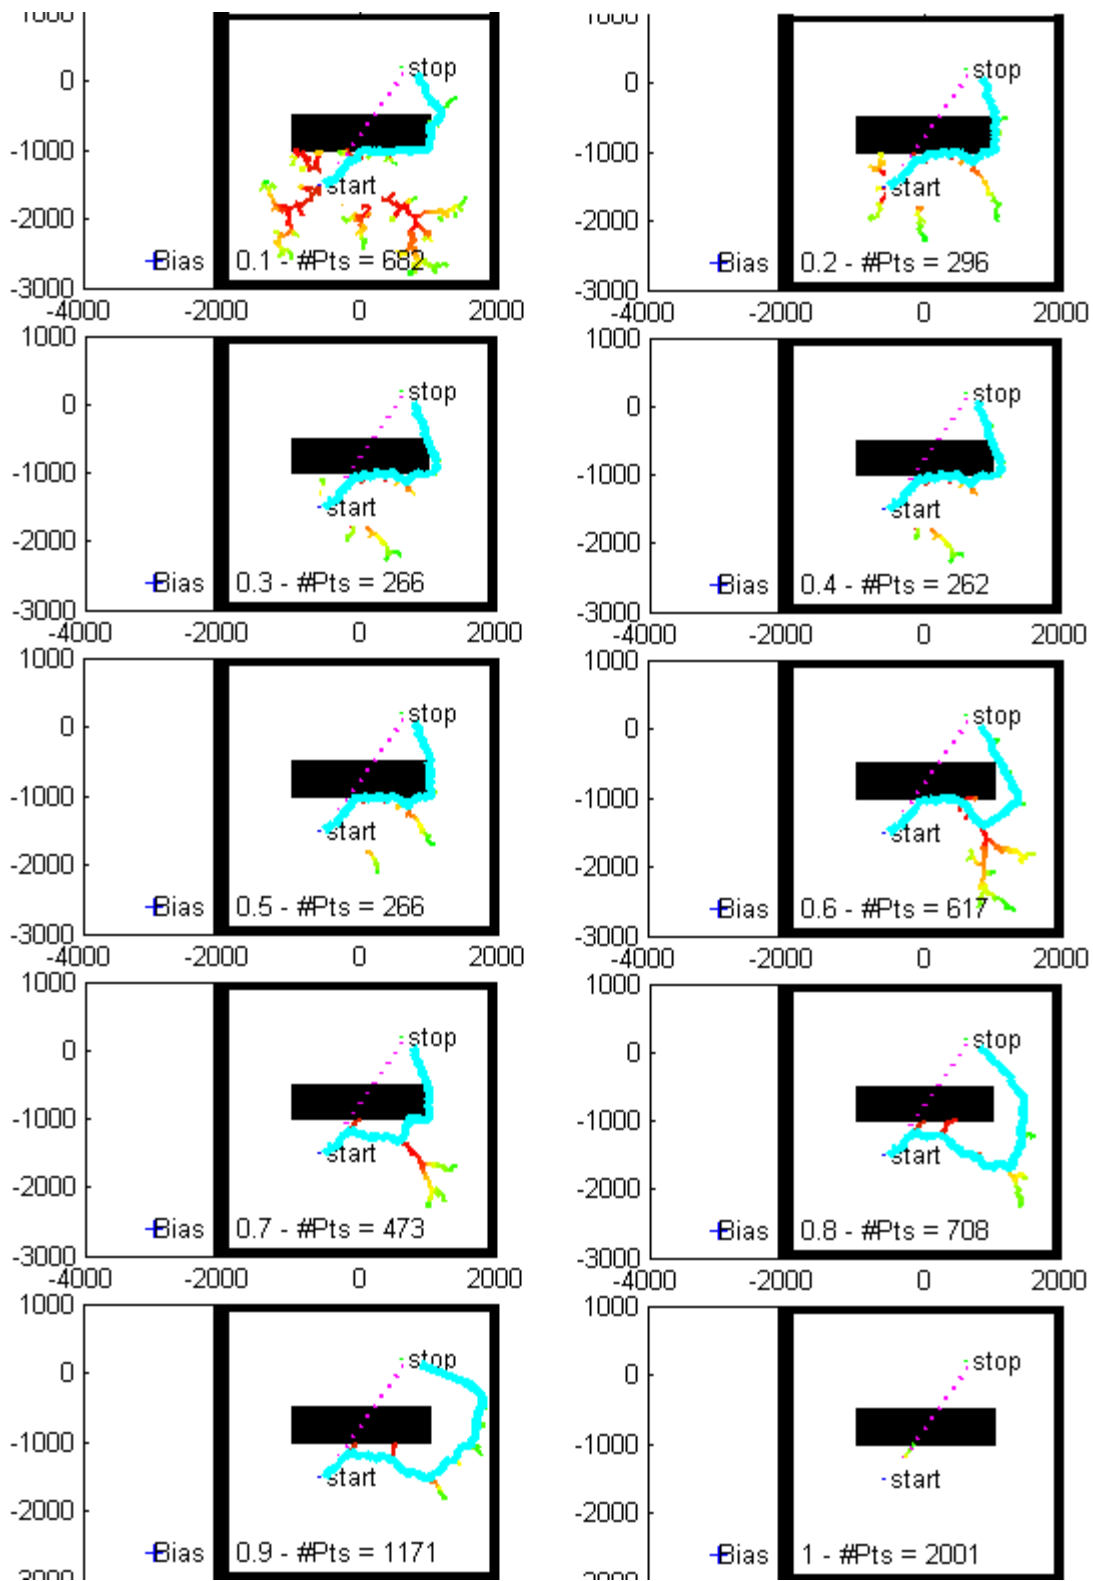 1000 1000
0 stop 0 stop
-1000 -1000
start start
-2000 -2000
Bias 0.1 - #Pts = 682 Bias 0.2 - #Pts = 296
-3000 -3000
-4000 -2000 0 2000 -4000 -2000 0 2000
1000 1000
0 stop 0 stop
-1000 -1000
start start
-2000 -2000
Bias 0.3 - #Pts = 266 Bias 0.4 - #Pts = 262
-3000 -3000
-4000 -2000 0 2000 -4000 -2000 0 2000
1000 1000
0 stop 0 stop
-1000 -1000
start start
-2000 -2000
Bias 0.5 - #Pts = 266 Bias 0.6 - #Pts = 617
-3000 -3000
-4000 -2000 0 2000 -4000 -2000 0 2000
1000 1000
0 stop 0 stop
-1000 -1000
start start
-2000 -2000
Bias 0.7 - #Pts = 473 Bias 0.8 - #Pts = 708
-3000 -3000
-4000 -2000 0 2000 -4000 -2000 0 2000
1000 1000
0 stop 0 stop
-1000 -1000
start start
-2000 -2000
Bias 0.9 - #Pts = 1171 Bias 1 - #Pts = 2001
-3000 -3000